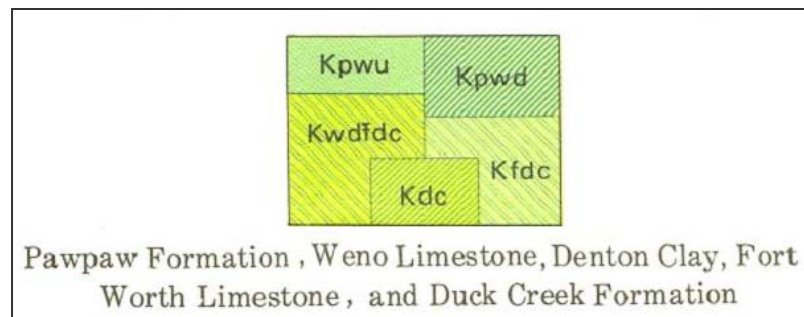 Kpwu
Kpwd
Kwdfdc
Kfdc
Kdc
Pawpaw Formation , Weno Limestone, Denton Clay, Fort
Worth Limestone , and Duck Creek Formation